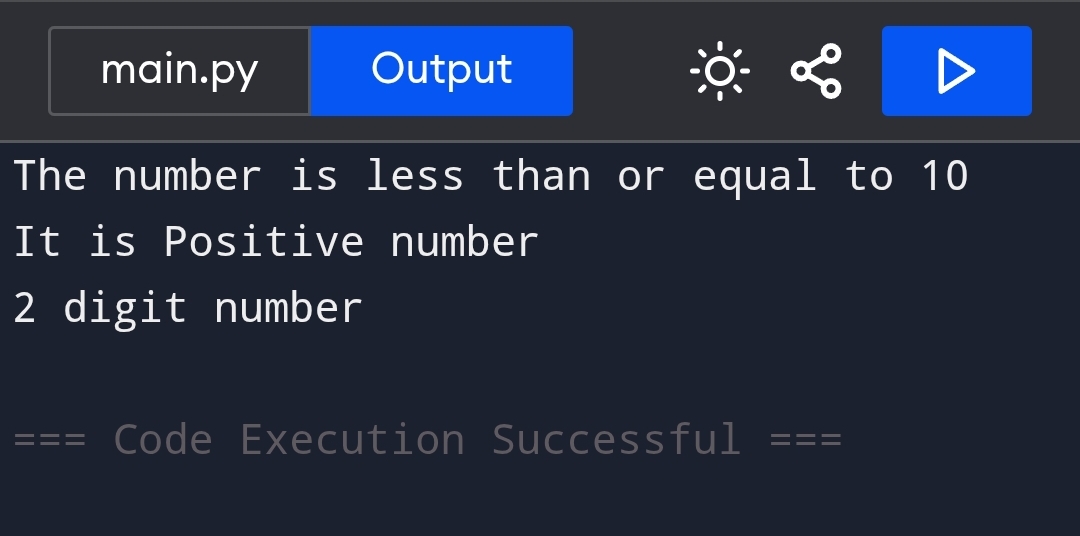 main.py Output
The number is less than or equal to 10
It is Positive number
2 digit number
=== Code Execution Successful ===